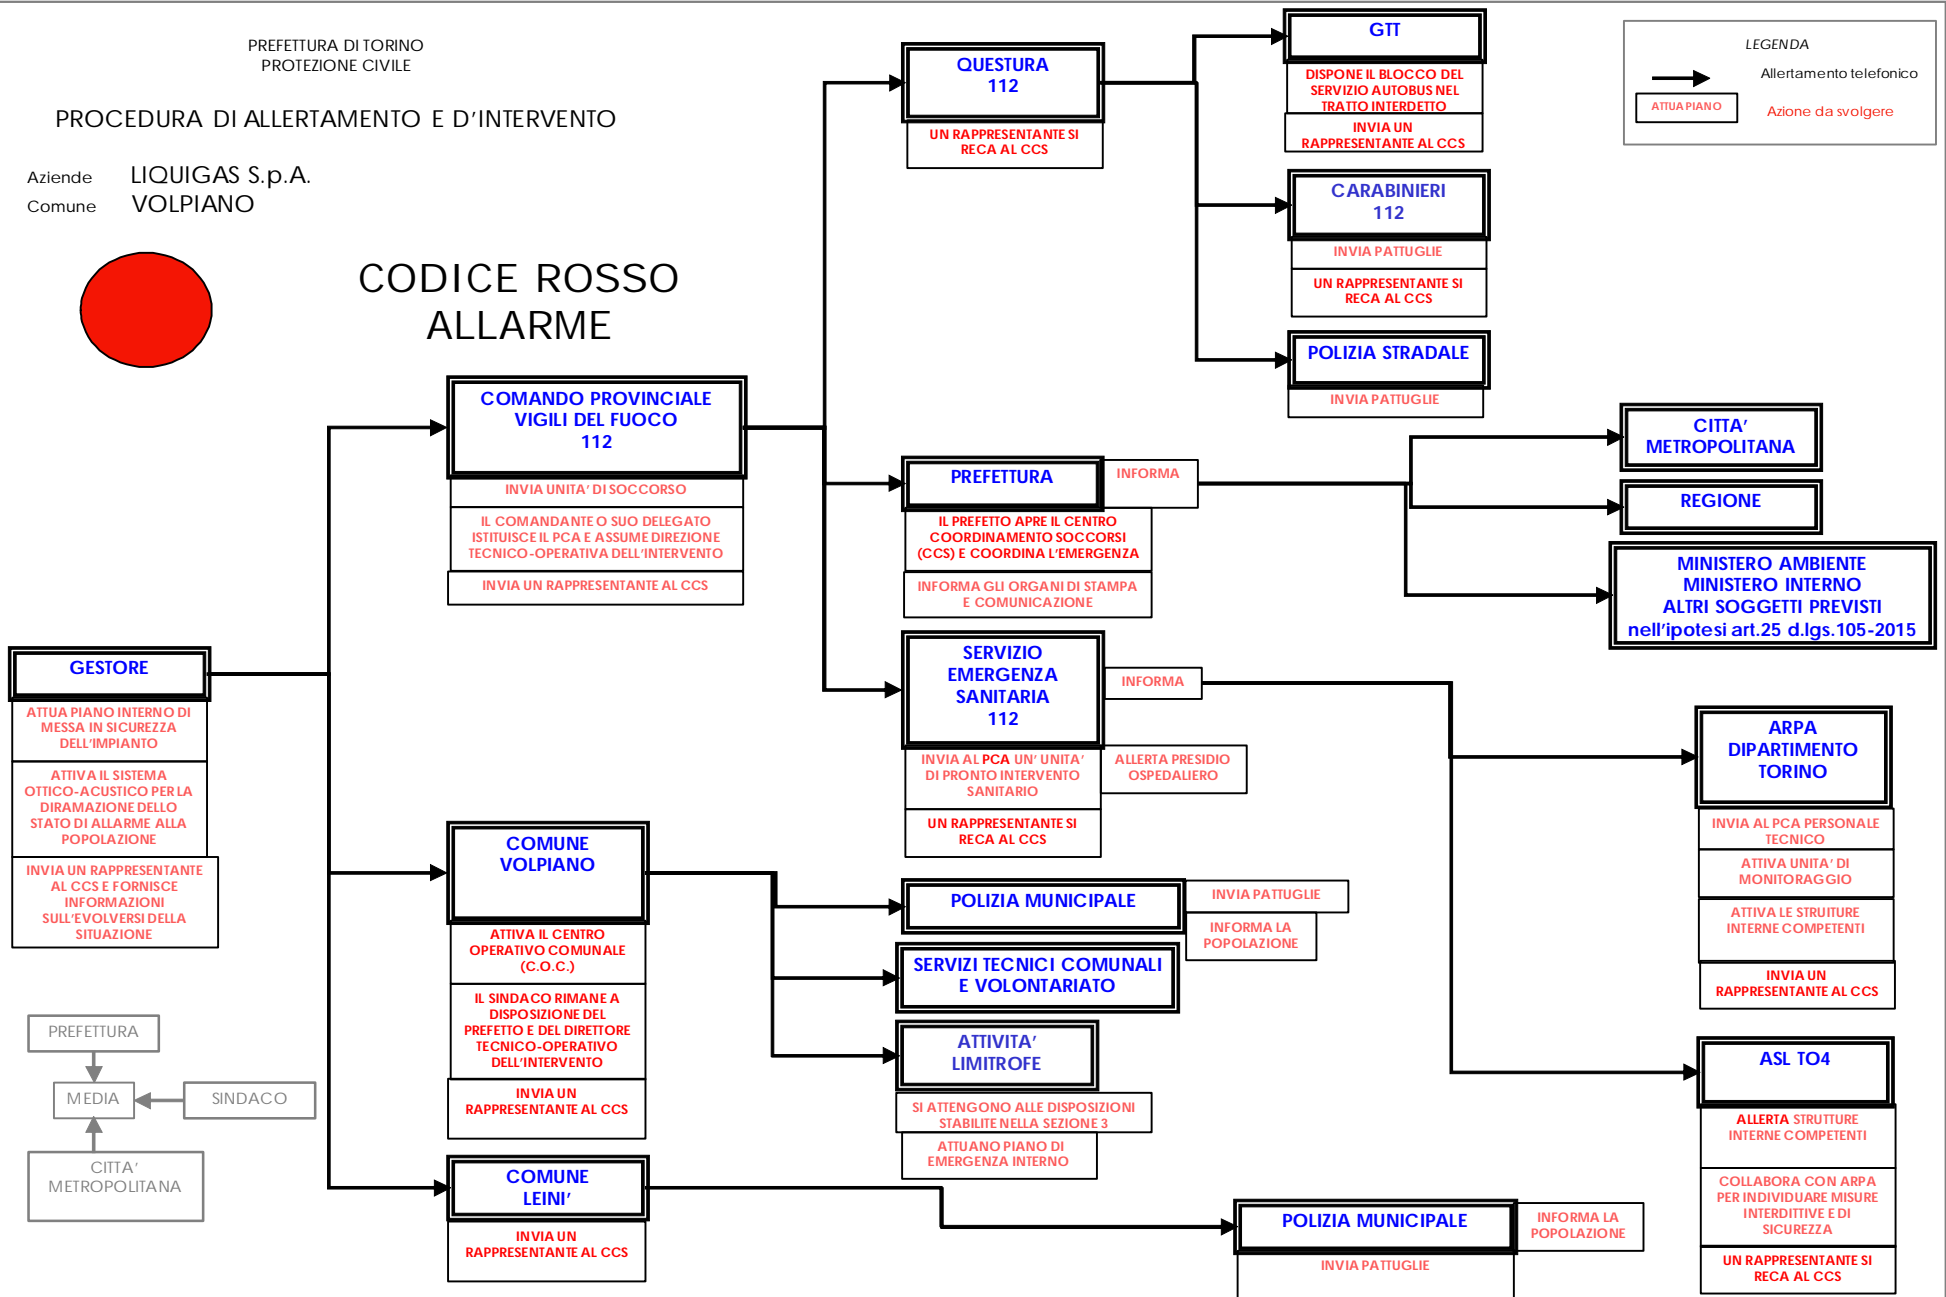 PREFETTURA DI TORINO
PROTEZIONE CIVILE
PROCEDURA DI ALLERTAMENTO E D'INTERVENTO
Aziende LIQUIGAS S.p.A.
Comune VOLPIANO
CODICE ROSSO
ALLARME
LEGENDA
Allertamento telefonico
ATTUA PIANO
Azione da svolgere
GESTORE
ATTUA PIANO INTERNO DI
MESSA IN SICUREZZA
DELL'IMPIANTO
ATTIVA IL SISTEMA
OTTICO-ACUSTICO PER LA
DIRAMAZIONE DELLO
STATO DI ALLARME ALLA
POPOLAZIONE
INVIA UN RAPPRESENTANTE
AL CCS E FORNISCE
INFORMAZIONI
SULL'EVOLVERSI DELLA
SITUAZIONE
PREFETTURA
MEDIA
SINDACO
CITTA'
METROPOLITANA
COMANDO PROVINCIALE
VIGILI DEL FUOCO
112
INVIA UNITA' DI SOCCORSO
IL COMANDANTE O SUO DELEGATO
ISTITUISCE IL PCA E ASSUME DIREZIONE
TECNICO-OPERATIVA DELL'INTERVENTO
INVIA UN RAPPRESENTANTE AL CCS
COMUNE
VOLPIANO
ATTIVA IL CENTRO
OPERATIVO COMUNALE
(C.O.C.)
IL SINDACO RIMANE A
DISPOSIZIONE DEL
PREFETTO E DEL DIRETTORE
TECNICO-OPERATIVO
DELL'INTERVENTO
INVIA UN
RAPPRESENTANTE AL CCS
COMUNE
LEINI'
INVIA UN
RAPPRESENTANTE AL CCS
QUESTURA
112
UN RAPPRESENTANTE SI
RECA AL CCS
PREFETTURA
INFORMA
IL PREFETTO APRE IL CENTRO
COORDINAMENTO SOCCORSI
(CCS) E COORDINA L'EMERGENZA
INFORMA GLI ORGANI DI STAMPA
E COMUNICAZIONE
SERVIZIO
EMERGENZA
SANITARIA
112
INFORMA
INVIA AL PCA UN' UNITA'
DI PRONTO INTERVENTO
SANITARIO
ALLERTA PRESIDIO
OSPEDALIERO
UN RAPPRESENTANTE SI
RECA AL CCS
POLIZIA MUNICIPALE
INVIA PATTUGLIE
INFORMA LA
POPOLAZIONE
SERVIZI TECNICI COMUNALI
E VOLONTARIATO
ATTIVITA'
LIMITROFE
SI ATTENGONO ALLE DISPOSIZIONI
STABILITE NELLA SEZIONE 3
ATTUANO PIANO DI
EMERGENZA INTERNO
POLIZIA MUNICIPALE
INFORMA LA
POPOLAZIONE
INVIA PATTUGLIE
GTT
DISPONE IL BLOCCO DEL
SERVIZIO AUTOBUS NEL
TRATTO INTERDETTO
INVIA UN
RAPPRESENTANTE AL CCS
CARABINIERI
112
INVIA PATTUGLIE
UN RAPPRESENTANTE SI
RECA AL CCS
POLIZIA STRADALE
INVIA PATTUGLIE
CITTA'
METROPOLITANA
REGIONE
MINISTERO AMBIENTE
MINISTERO INTERNO
ALTRI SOGGETTI PREVISTI
nell'ipotesi art.25 d.lgs.105-2015
ARPA
DIPARTIMENTO
TORINO
INVIA AL PCA PERSONALE
TECNICO
ATTIVA UNITA' DI
MONITORAGGIO
ATTIVA LE STRUITURE
INTERNE COMPETENTI
INVIA UN
RAPPRESENTANTE AL CCS
ASL TO4
ALLERTA STRUTTURE
INTERNE COMPETENTI
COLLABORA CON ARPA
PER INDIVIDUARE MISURE
INTERDITTIVE E DI
SICUREZZA
UN RAPPRESENTANTE SI
RECA AL CCS